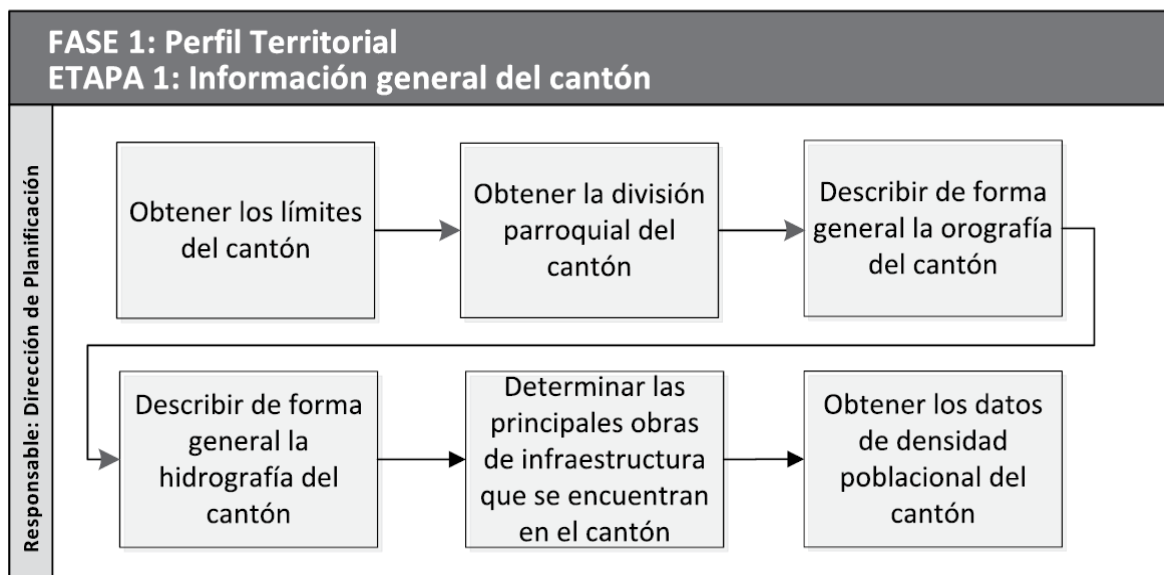 FASE 1: Perfil Territorial
ETAPA 1: Información general del cantón
Responsable: Dirección de Planificación
Obtener los límites
del cantón
Obtener la división
parroquial del
cantón
Describir de forma
general la orografía
del cantón
Describir de forma
general la
hidrografía del
cantón
Determinar las
principales obras
de infraestructura
que se encuentran
en el cantón
Obtener los datos
de densidad
poblacional del
cantón